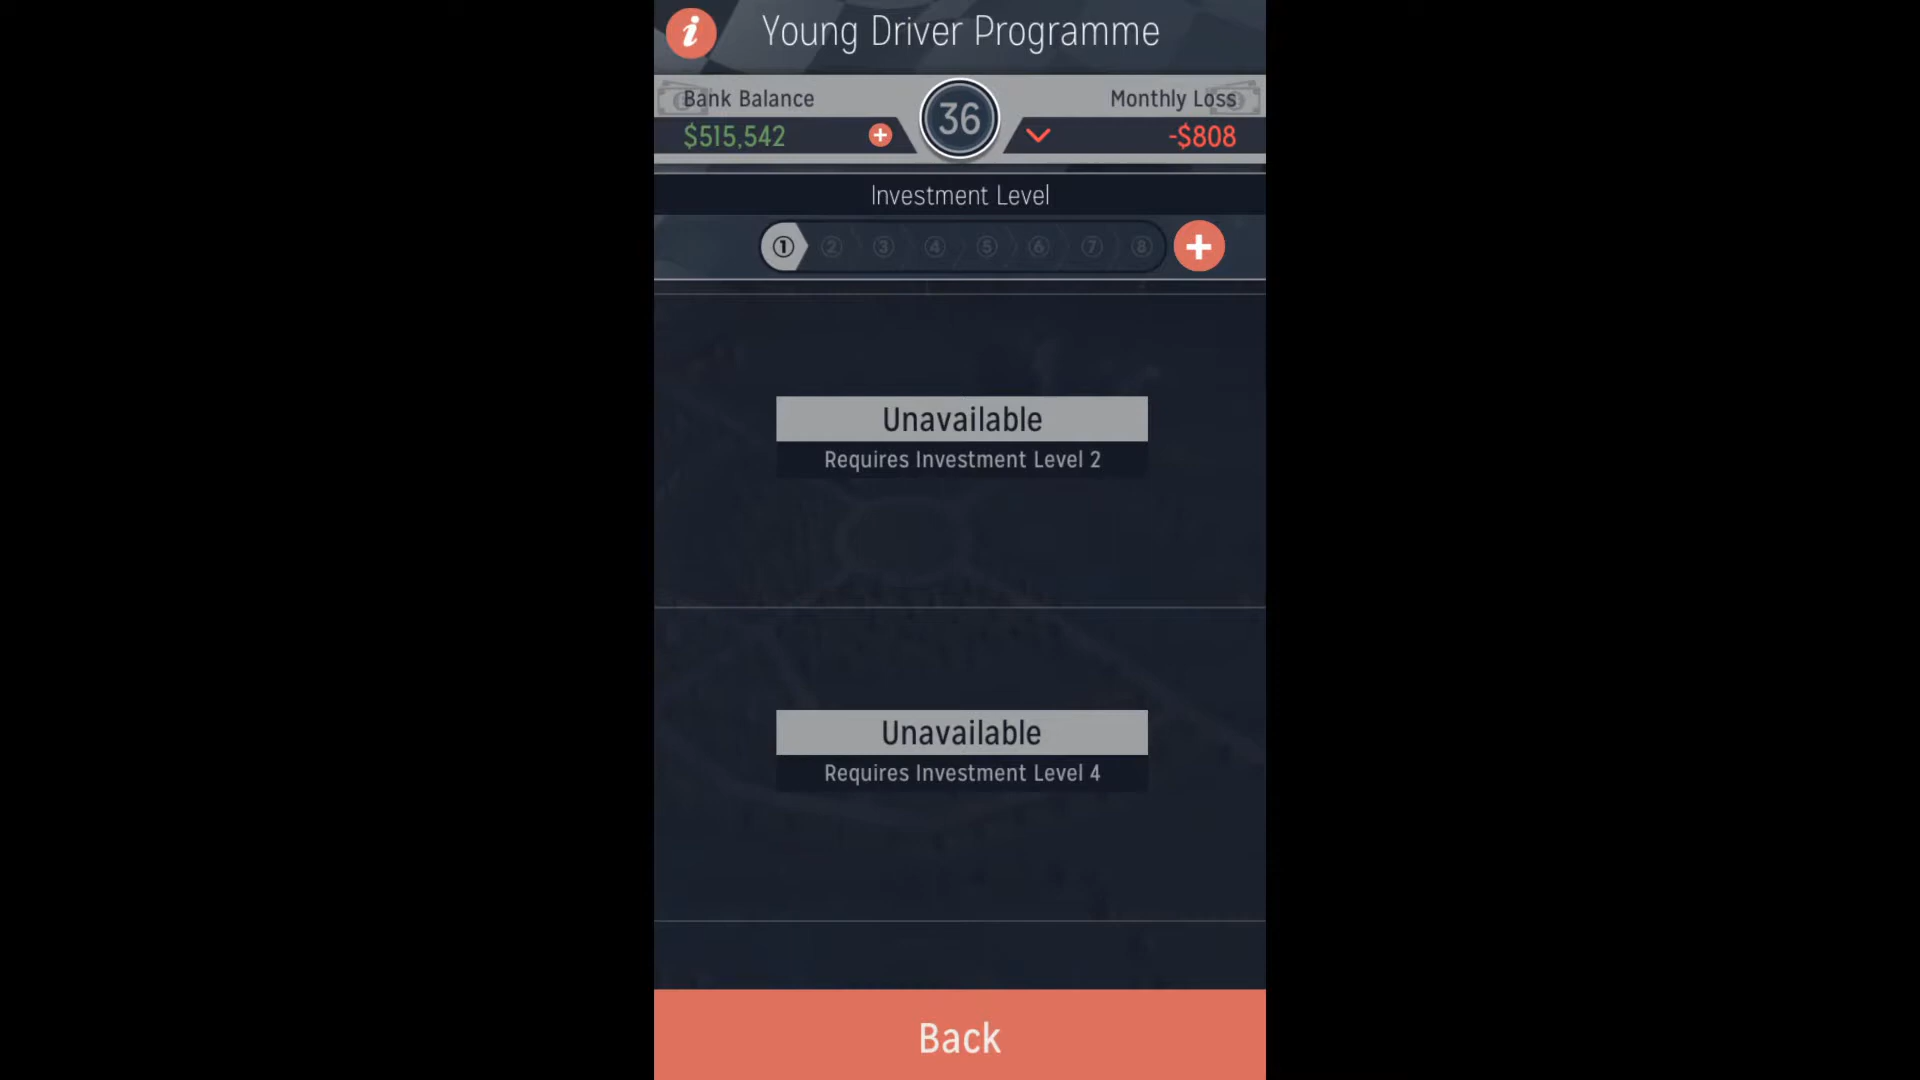 i
Young Driver Programme
Bank Balance
Monthly Loss
$515,542
+
36
-$808
Investment Level
1 2 3 4 5 6 7 8 +
Unavailable
Requires Investment Level 2
Unavailable
Requires Investment Level 4
Back